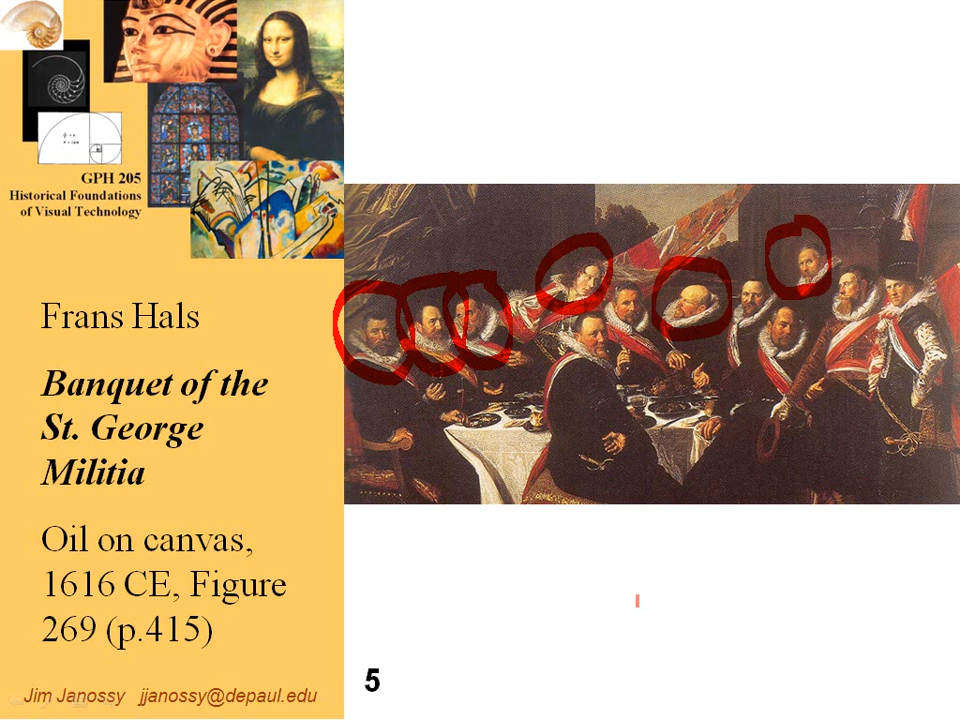 GPH 205
Historical Foundations
of Visual Technology
Frans Hals
Banquet of the
St. George
Militia
Oil on canvas,
1616 CE, Figure
269 (p.415)
Jim Janossy jjanossy@depaul.edu
5